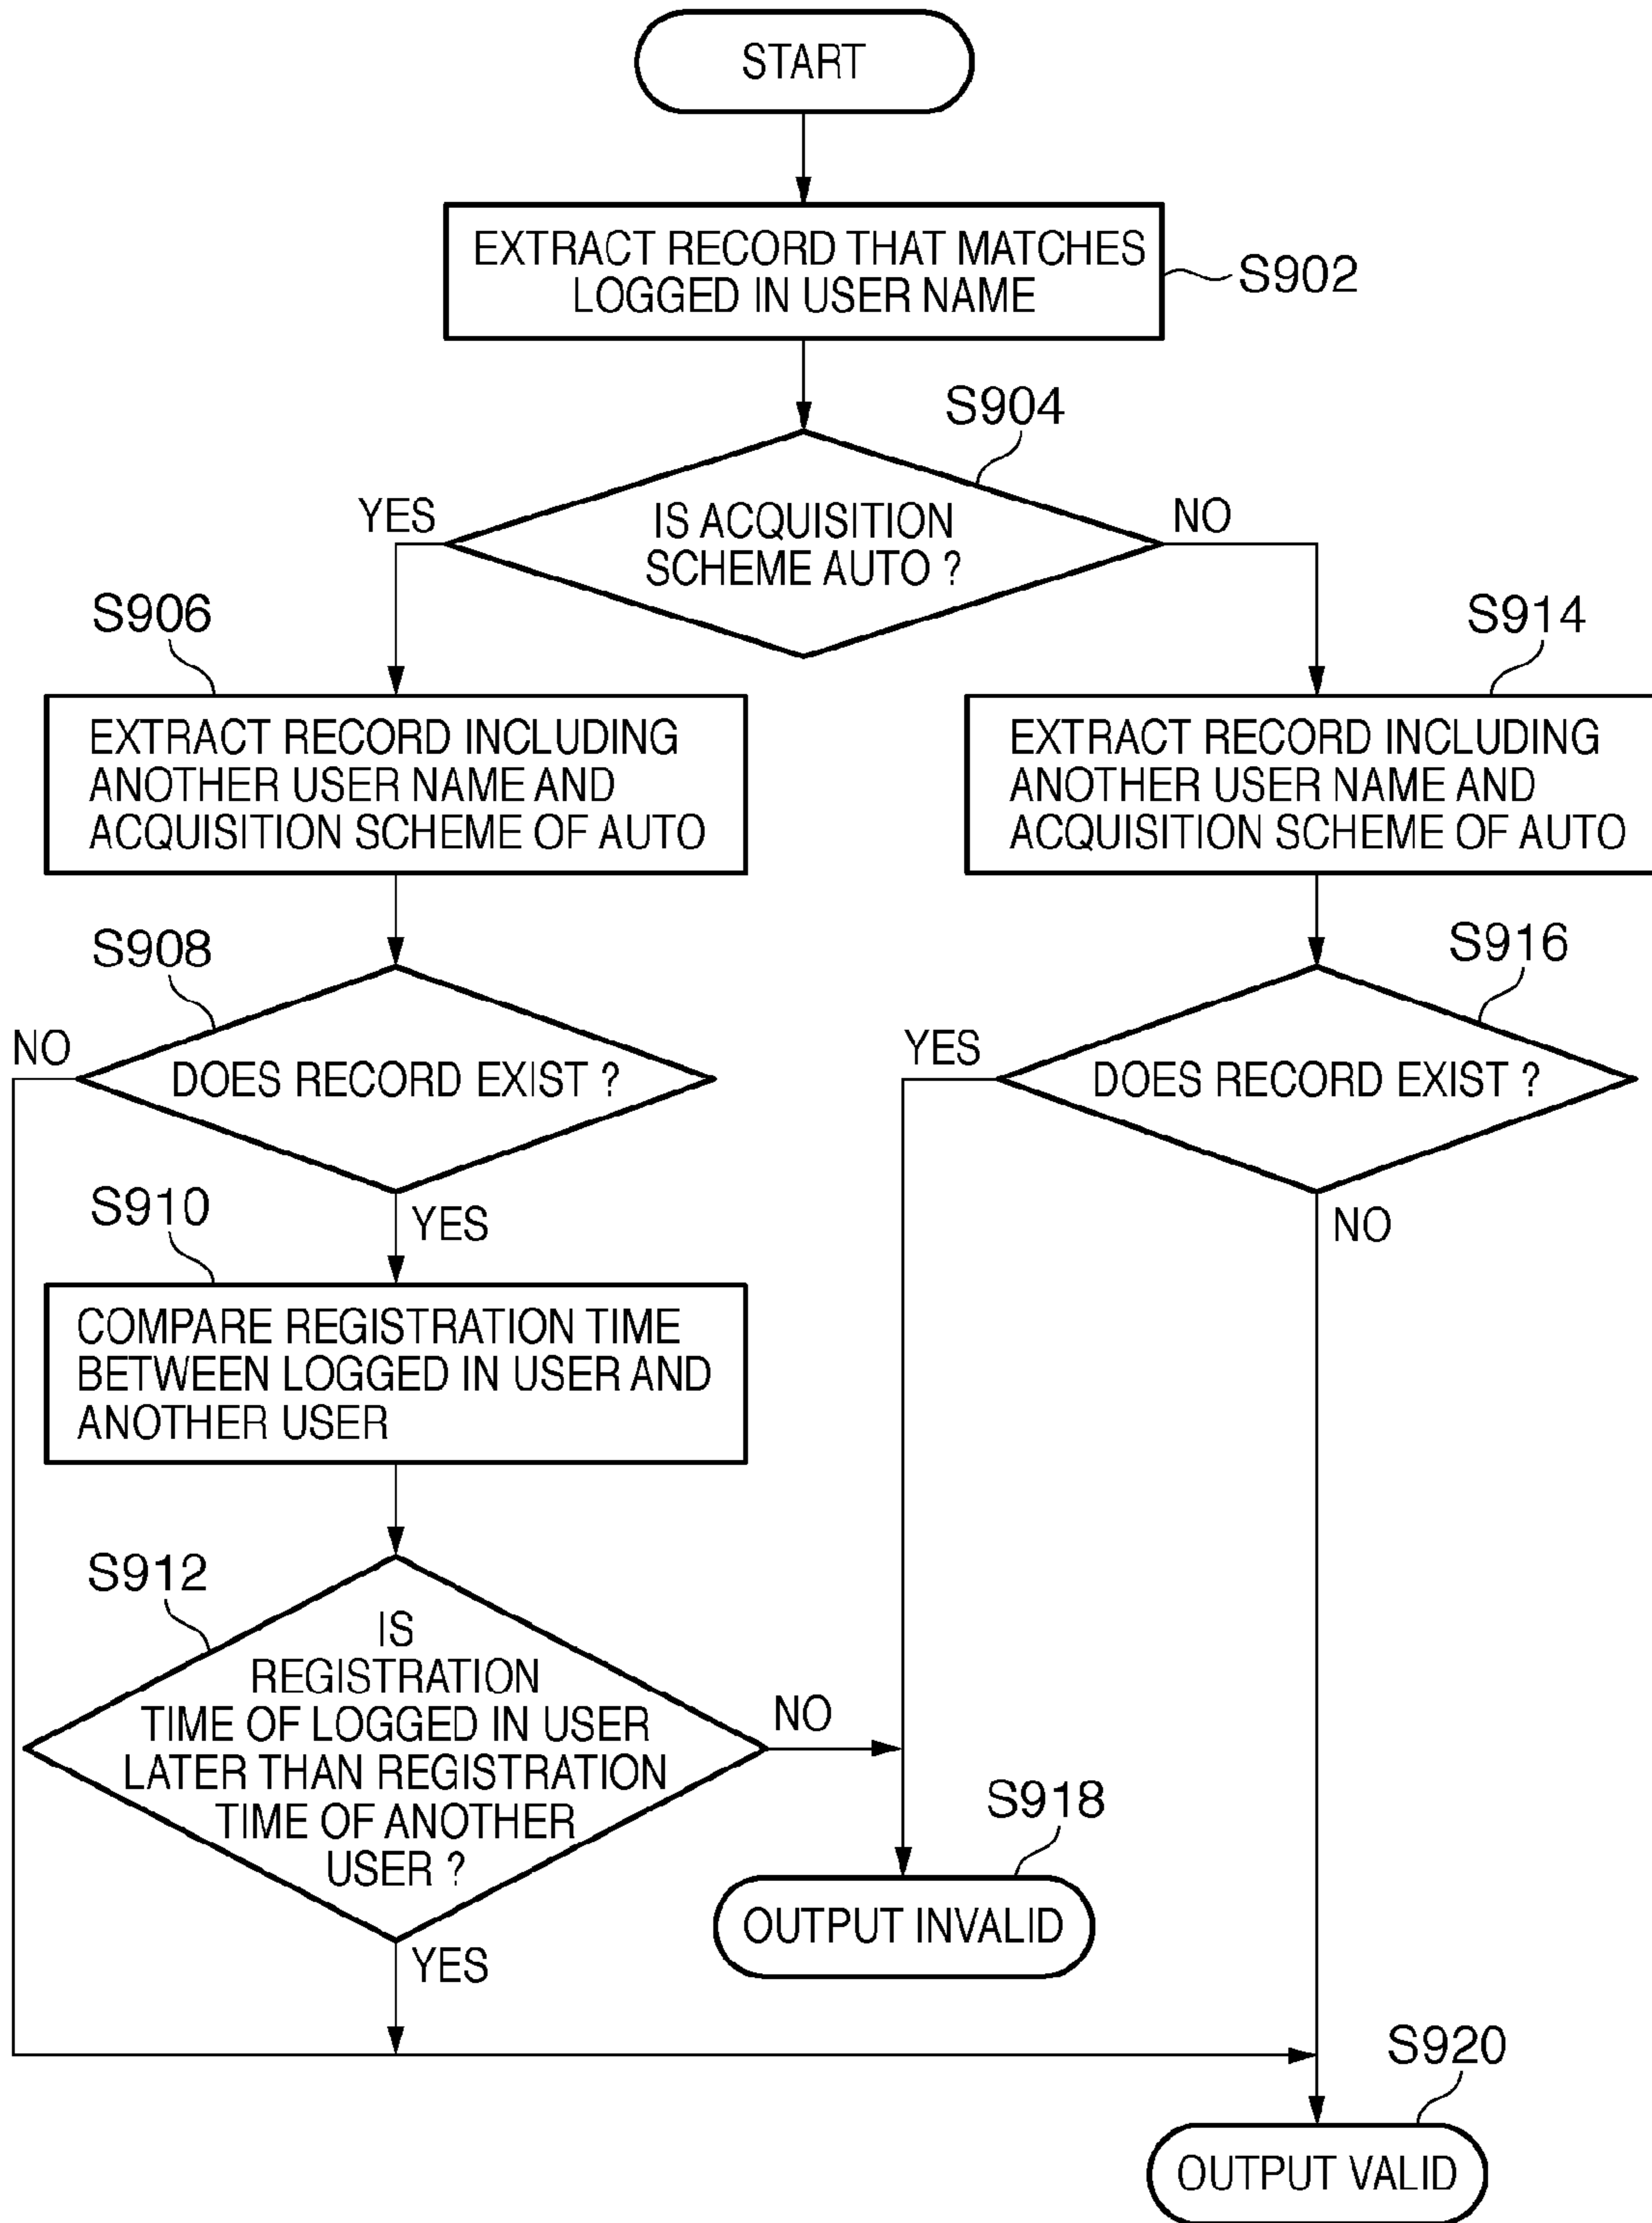 START
EXTRACT RECORD THAT MATCHES
LOGGED IN USER NAME
S902
S904
YES
IS ACQUISITION
SCHEME AUTO ?
NO
S906
EXTRACT RECORD INCLUDING
ANOTHER USER NAME AND
ACQUISITION SCHEME OF AUTO
S914
EXTRACT RECORD INCLUDING
ANOTHER USER NAME AND
ACQUISITION SCHEME OF AUTO
S908
NO
DOES RECORD EXIST ?
YES
S916
YES
DOES RECORD EXIST ?
NO
S910
COMPARE REGISTRATION TIME
BETWEEN LOGGED IN USER AND
ANOTHER USER
S912
IS
REGISTRATION
TIME OF LOGGED IN USER
LATER THAN REGISTRATION
TIME OF ANOTHER
USER ?
NO
YES
S918
OUTPUT INVALID
S920
OUTPUT VALID